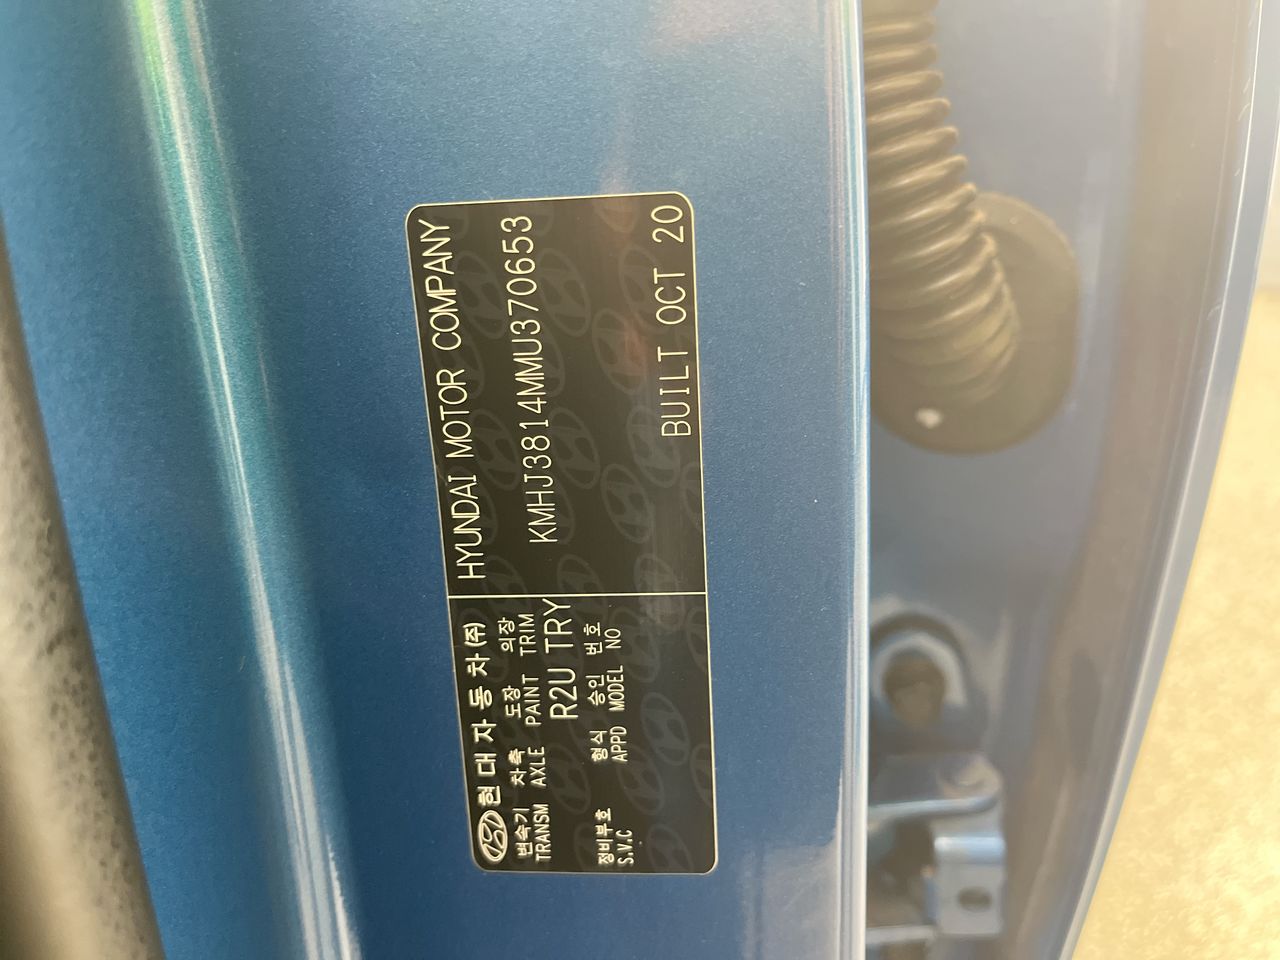 현대자동차(주)
HYUNDAI MOTOR COMPANY
변속기 차축 도장 의장
TRANSM AXLE PAINT TRIM
KMHJ3814MMU370653
R2U TRY
형식 승인 번호
APPD MODEL NO
정비부호
S.V.C
BUILT OCT 20